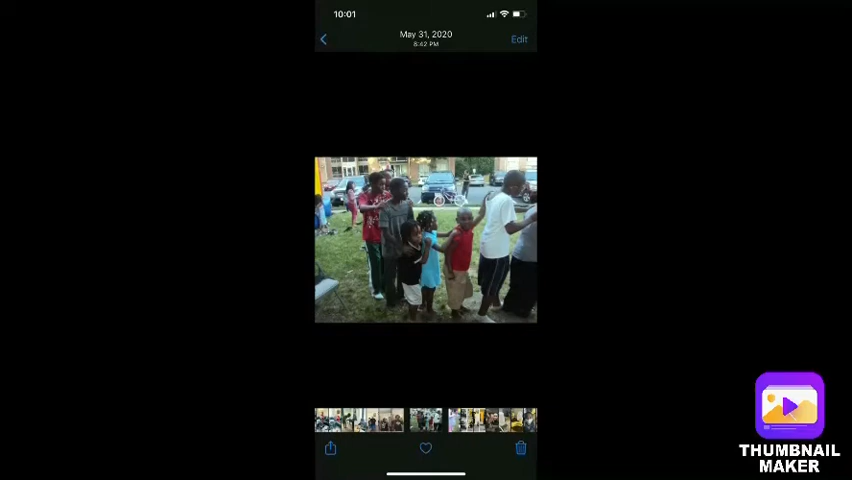 10:01
May 31, 2020
8:42 PM
Edit
THUMBNAIL
MAKER